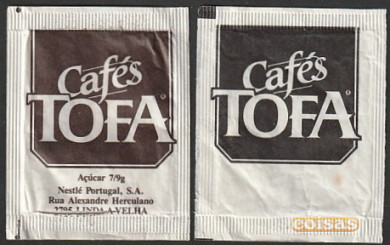 Cafés
TOFA
Açúcar 7/9g
Nestlé Portugal, S.A.
Rua Alexandre Herculano
2795 LINDA-A-VELHA
Cafés
TOFA
coisas